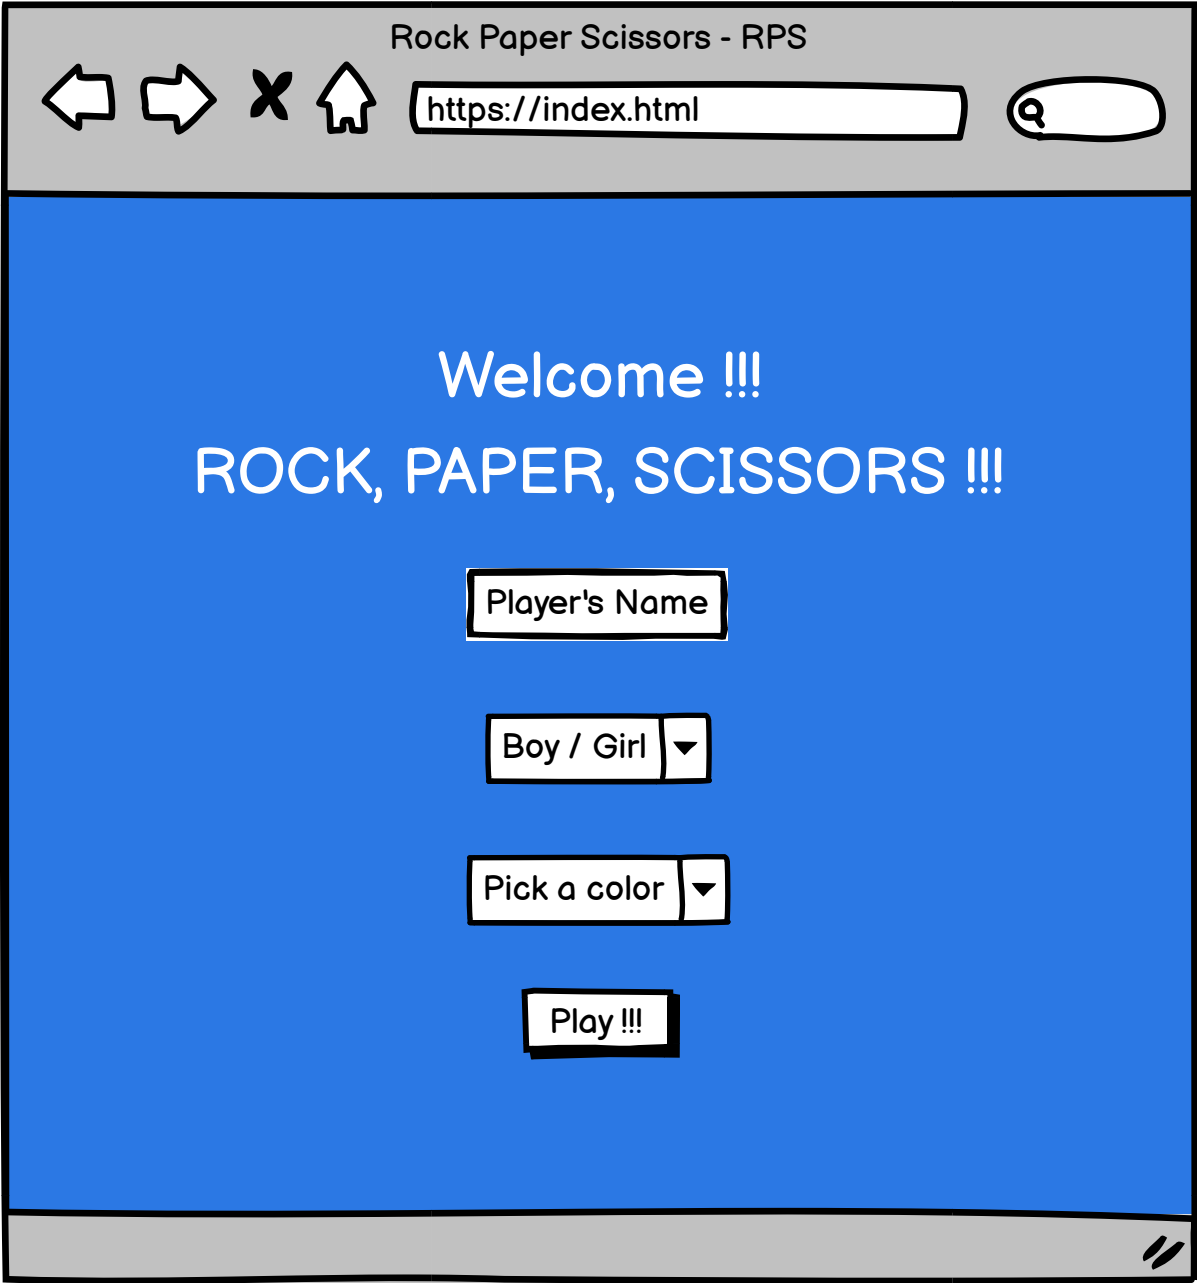 Rock Paper Scissors - RPS
https://index.html
Welcome !!!
ROCK, PAPER, SCISSORS !!!
Player's Name
Boy / Girl
Pick a color
Play !!!